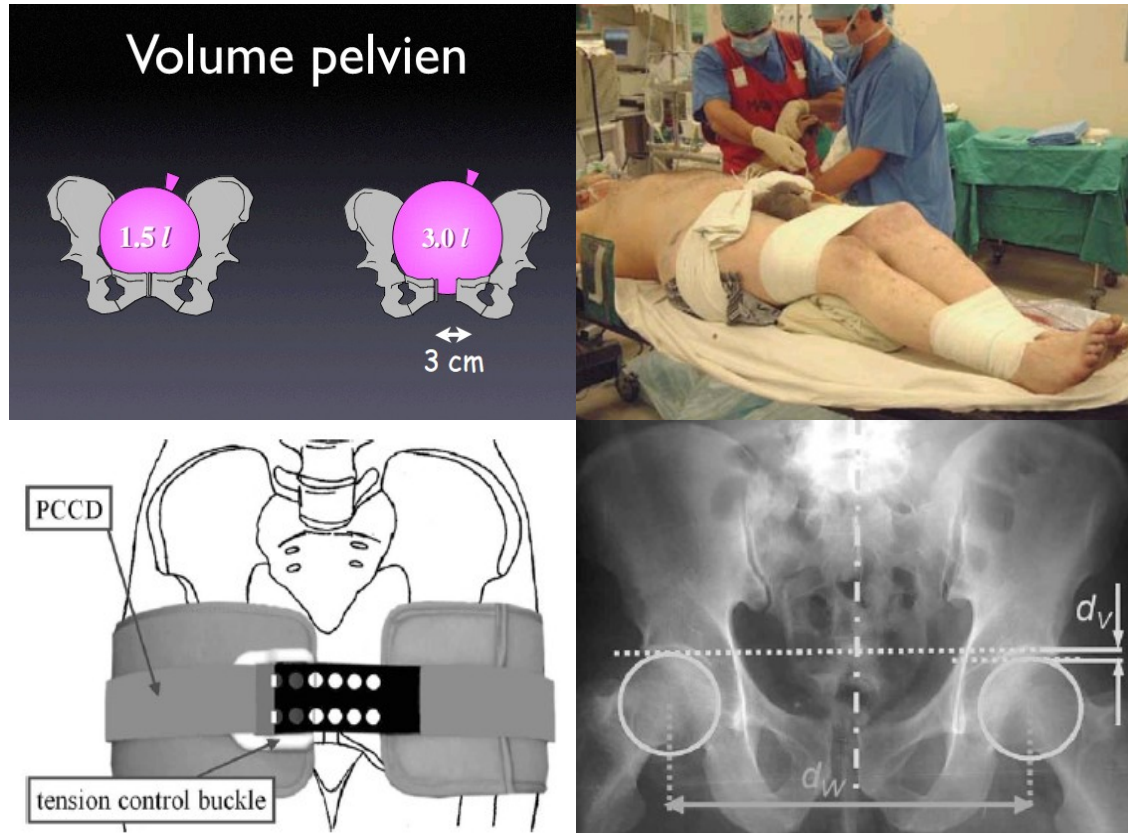 Volume pelvien
1.5 l
3.0 l
3 cm
PCCD
tension control buckle
dV
dW